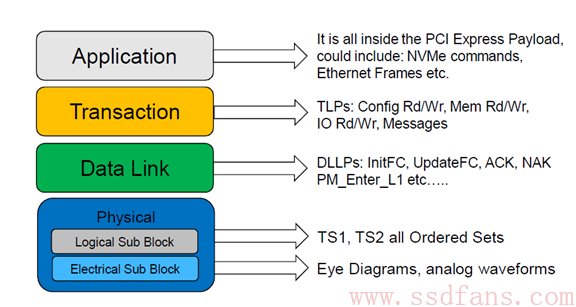 Application
It is all inside the PCI Express Payload,
could include: NVMe commands,
Ethernet Frames etc.
Transaction
TLPs: Config Rd/Wr, Mem Rd/Wr,
IO Rd/Wr, Messages
Data Link
DLLPs: InitFC, UpdateFC, ACK, NAK
PM_Enter_L1 etc…..
Physical
Logical Sub Block
TS1, TS2 all Ordered Sets
Electrical Sub Block
Eye Diagrams, analog waveforms
www.ssdfans.com